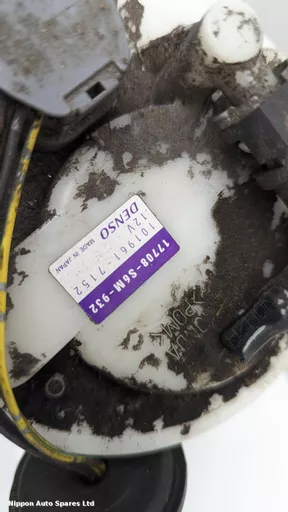 17708-S6M-932
101961-7152
12V
DENSO
MADE IN JAPAN
Nippon Auto Spares Ltd